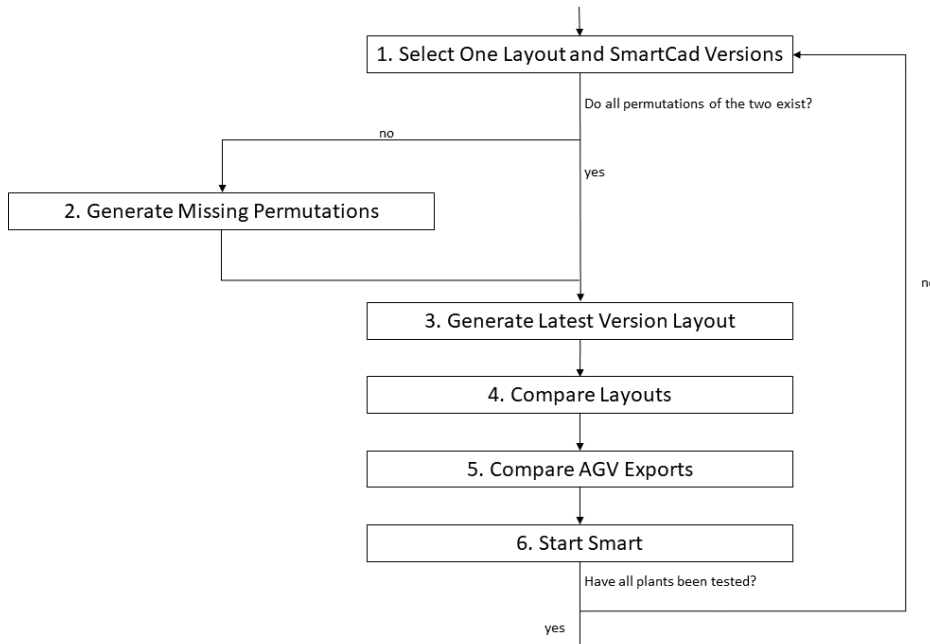 1. Select One Layout and SmartCad Versions
Do all permutations of the two exist?
no
yes
2. Generate Missing Permutations
3. Generate Latest Version Layout
4. Compare Layouts
5. Compare AGV Exports
6. Start Smart
Have all plants been tested?
yes